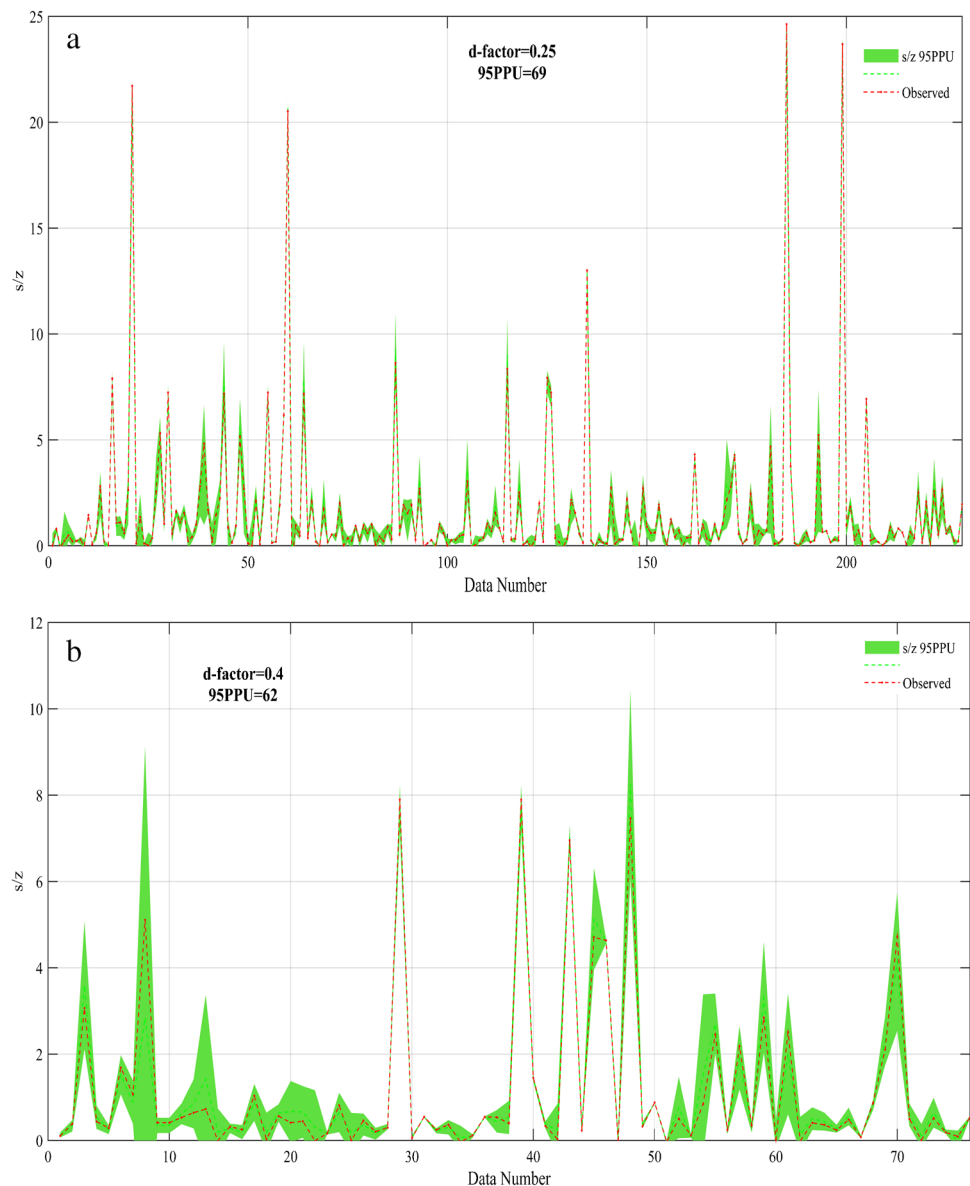 a
d-factor=0.25
95PPU=69
s/z 95PPU
Observed
25
20
15
10
5
0
s/z
0
50
100
150
200
Data Number
b
d-factor=0.4
95PPU=62
s/z 95PPU
Observed
12
10
8
6
4
2
0
s/z
0
10
20
30
40
50
60
70
Data Number